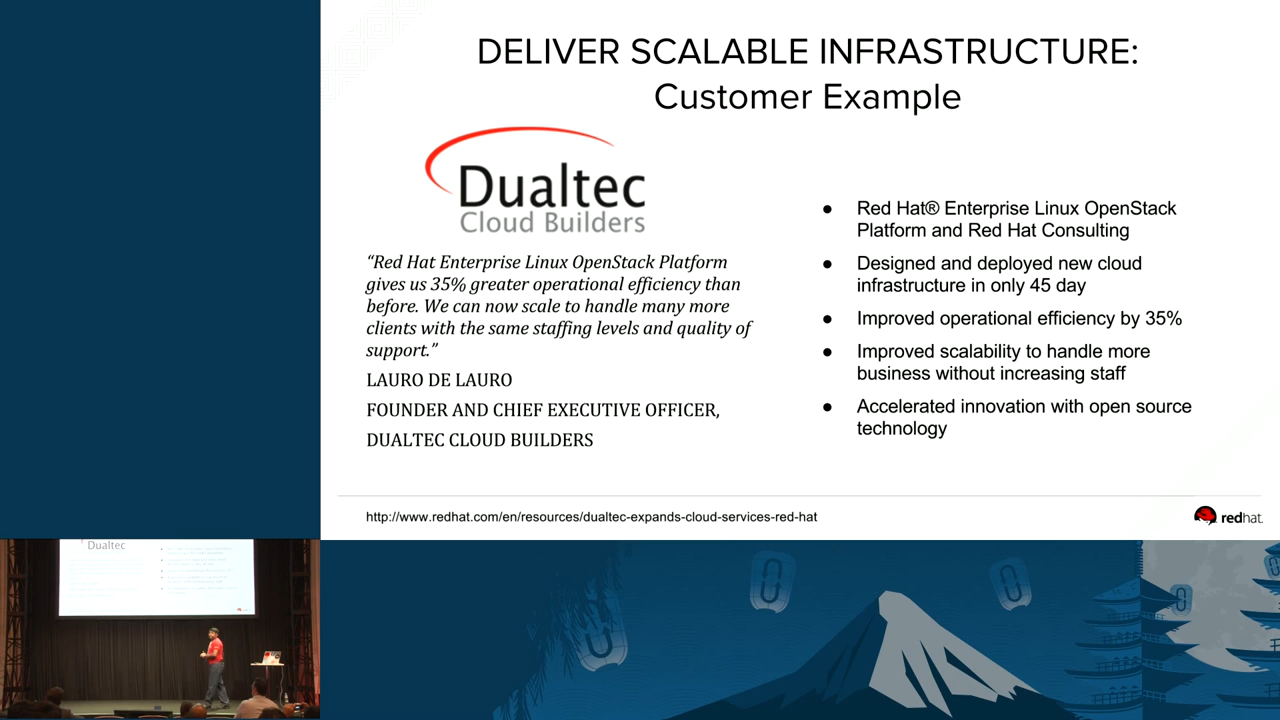 DELIVER SCALABLE INFRASTRUCTURE:
Customer Example
Dualtec
Cloud Builders
“Red Hat Enterprise Linux OpenStack Platform
gives us 35% greater operational efficiency than
before. We can now scale to handle many more
clients with the same staffing levels and quality of
support.”
LAURO DE LAURO
FOUNDER AND CHIEF EXECUTIVE OFFICER,
DUALTEC CLOUD BUILDERS
● Red Hat® Enterprise Linux OpenStack
Platform and Red Hat Consulting
● Designed and deployed new cloud
infrastructure in only 45 day
● Improved operational efficiency by 35%
● Improved scalability to handle more
business without increasing staff
● Accelerated innovation with open source
technology
http://www.redhat.com/en/resources/dualtec-expands-cloud-services-red-hat
redhat.
Dualtec